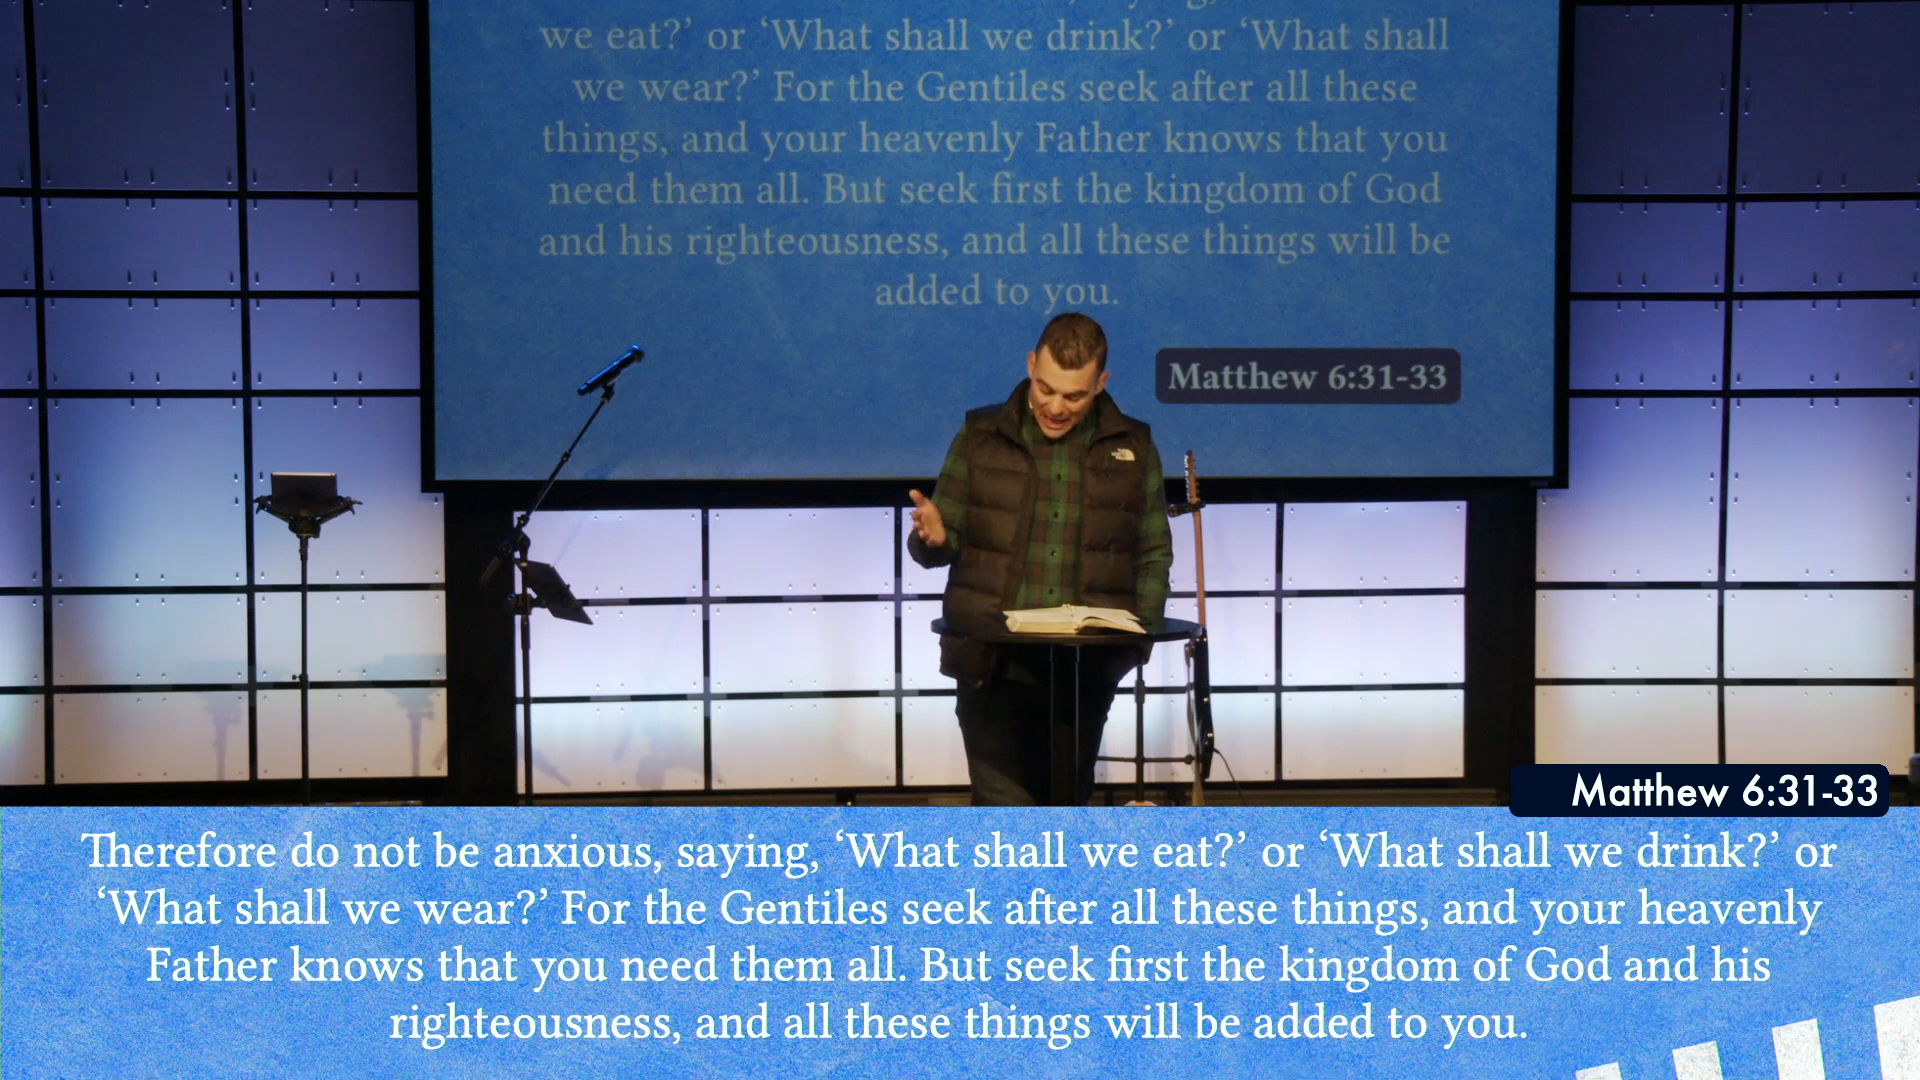 we eat?’ or ‘What shall we drink?’ or ‘What shall
we wear?’ For the Gentiles seek after all these
things, and your heavenly Father knows that you
need them all. But seek first the kingdom of God
and his righteousness, and all these things will be
added to you.
Matthew 6:31-33
Matthew 6:31-33
Therefore do not be anxious, saying, ‘What shall we eat?’ or ‘What shall we drink?’ or
‘What shall we wear?’ For the Gentiles seek after all these things, and your heavenly
Father knows that you need them all. But seek first the kingdom of God and his
righteousness, and all these things will be added to you.